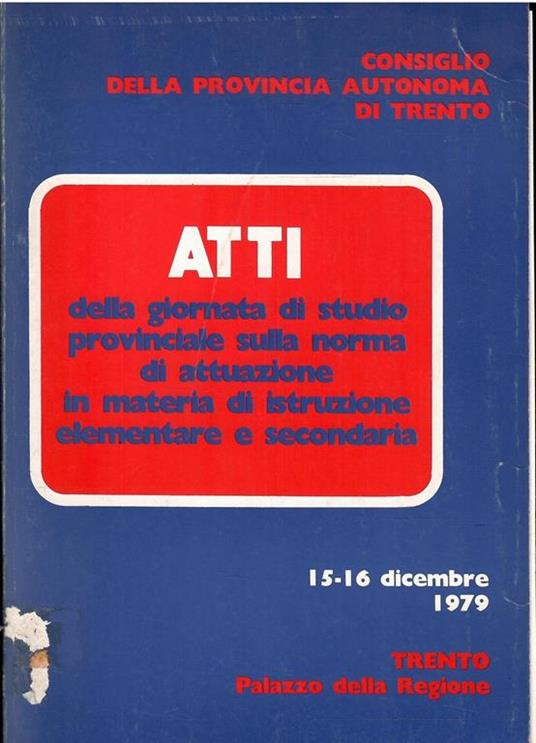 CONSIGLIO
DELLA PROVINCIA AUTONOMA
DI TRENTO
ATTI
della giornata di studio
provinciale sulla norma
di attuazione
in materia di istruzione
elementare e secondaria
15-16 dicembre
1979
TRENTO
Palazzo della Regione